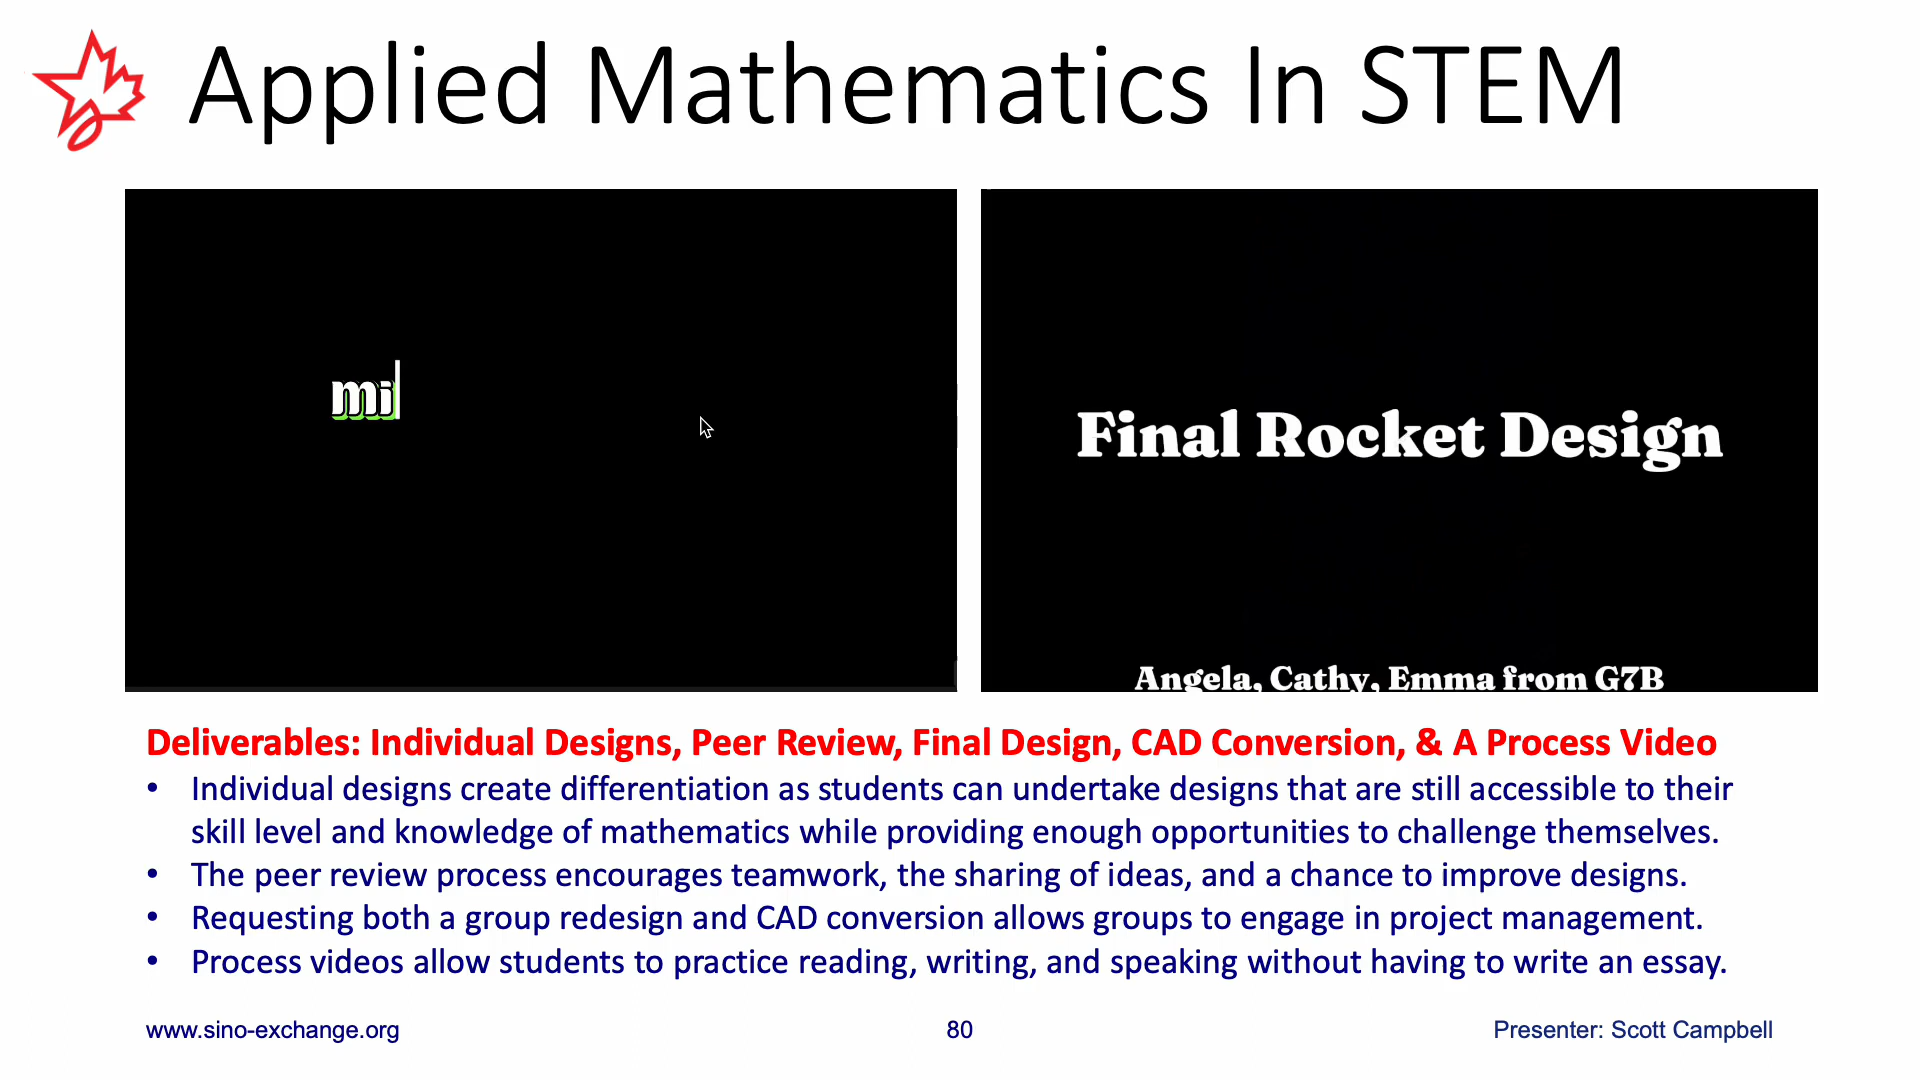 Applied Mathematics In STEM
mi
Final Rocket Design
Angela, Cathy, Emma from G7B
Deliverables: Individual Designs, Peer Review, Final Design, CAD Conversion, & A Process Video
• Individual designs create differentiation as students can undertake designs that are still accessible to their
skill level and knowledge of mathematics while providing enough opportunities to challenge themselves.
• The peer review process encourages teamwork, the sharing of ideas, and a chance to improve designs.
• Requesting both a group redesign and CAD conversion allows groups to engage in project management.
• Process videos allow students to practice reading, writing, and speaking without having to write an essay.
www.sino-exchange.org
80
Presenter: Scott Campbell